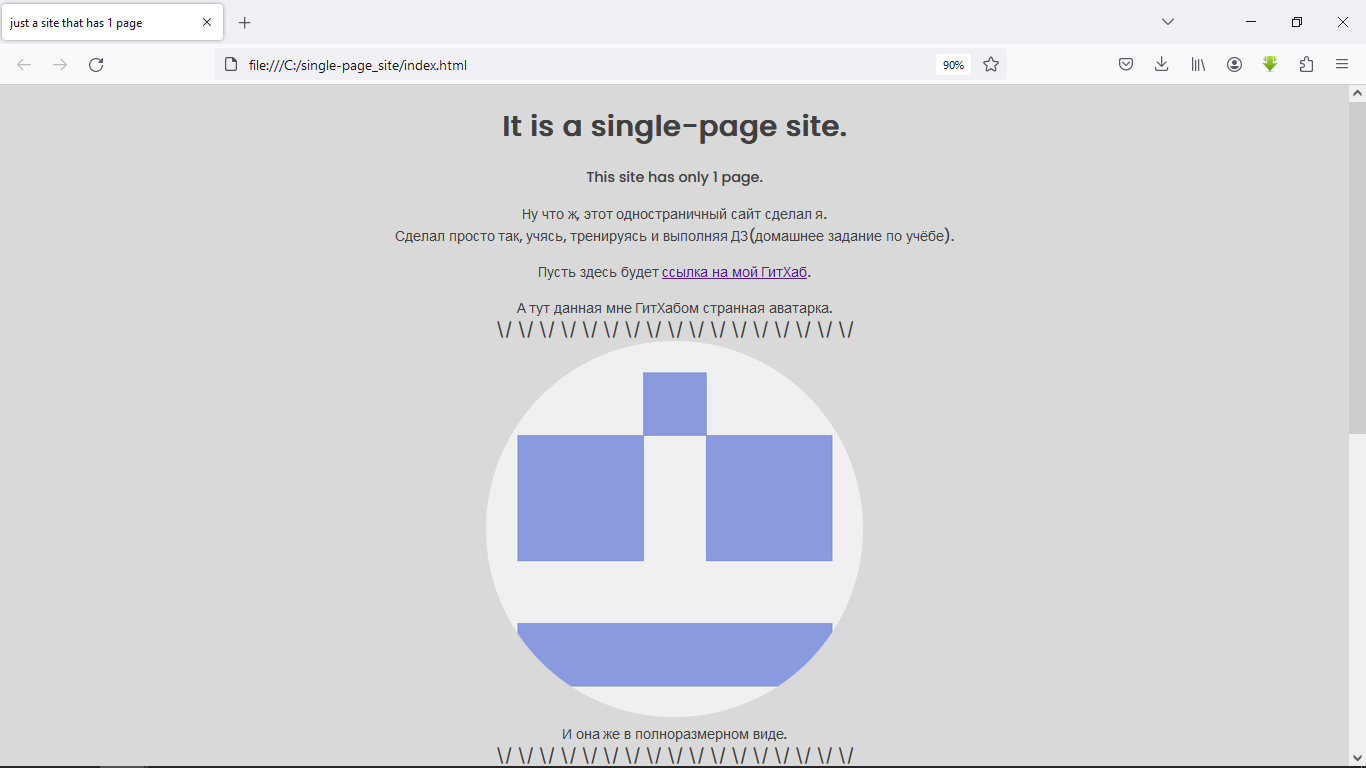 just a site that has 1 page
file:///C:/single-page_site/index.html
90%
It is a single-page site.
This site has only 1 page.
Ну что ж, этот одностраничный сайт сделал я.
Сделал просто так, учясь, тренируясь и выполняя ДЗ(домашнее задание по учёбе).
Пусть здесь будет ссылка на мой ГитХаб.
А тут данная мне ГитХабом странная аватарка.
\/ \/ \/ \/ \/ \/ \/ \/ \/ \/ \/ \/ \/ \/ \/ \/ \/
И она же в полноразмерном виде.
\/ \/ \/ \/ \/ \/ \/ \/ \/ \/ \/ \/ \/ \/ \/ \/ \/